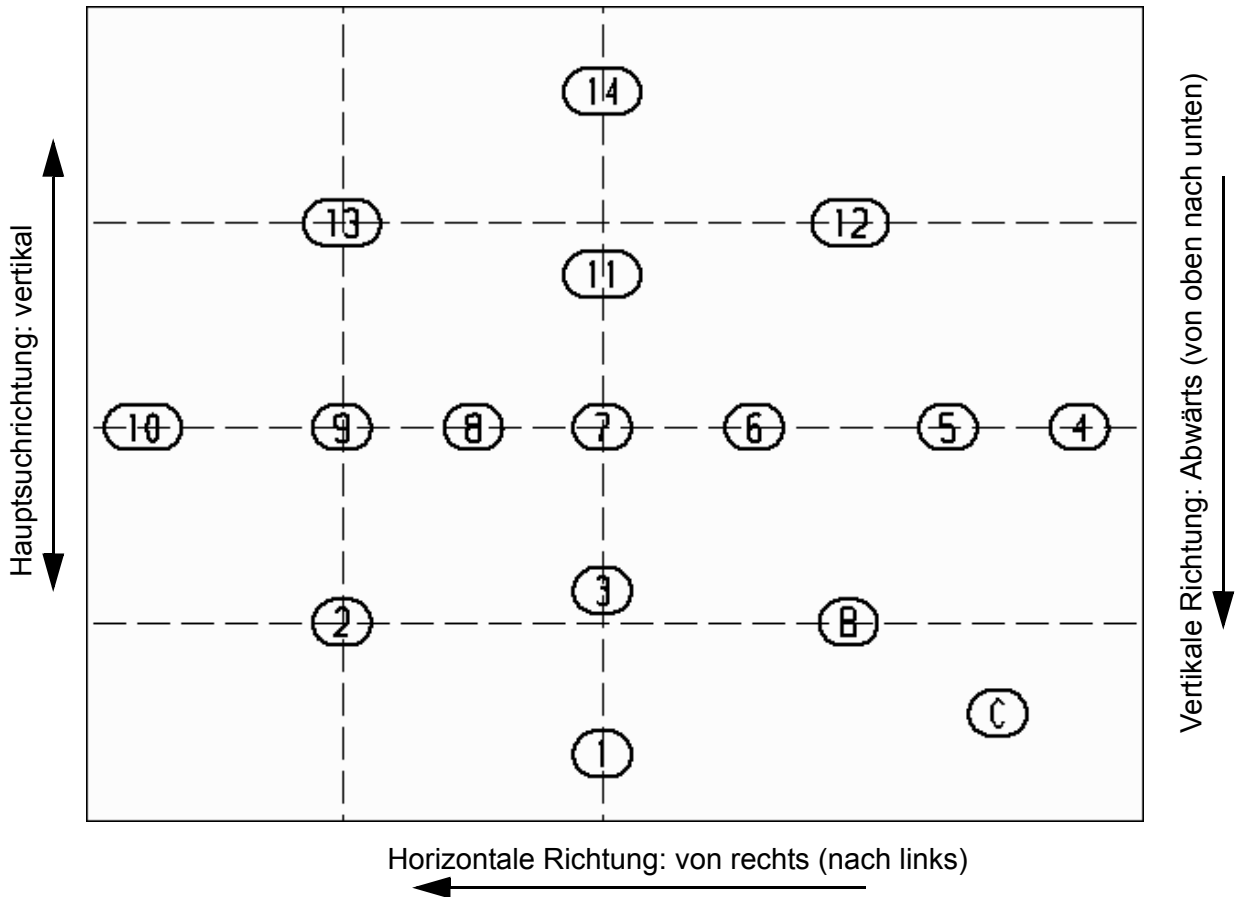 14
13
12
11
10
9
8
7
6
5
4
3
2
B
C
1
Hauptsuchrichtung: vertikal
Vertikale Richtung: Abwärts (von oben nach unten)
Horizontale Richtung: von rechts (nach links)